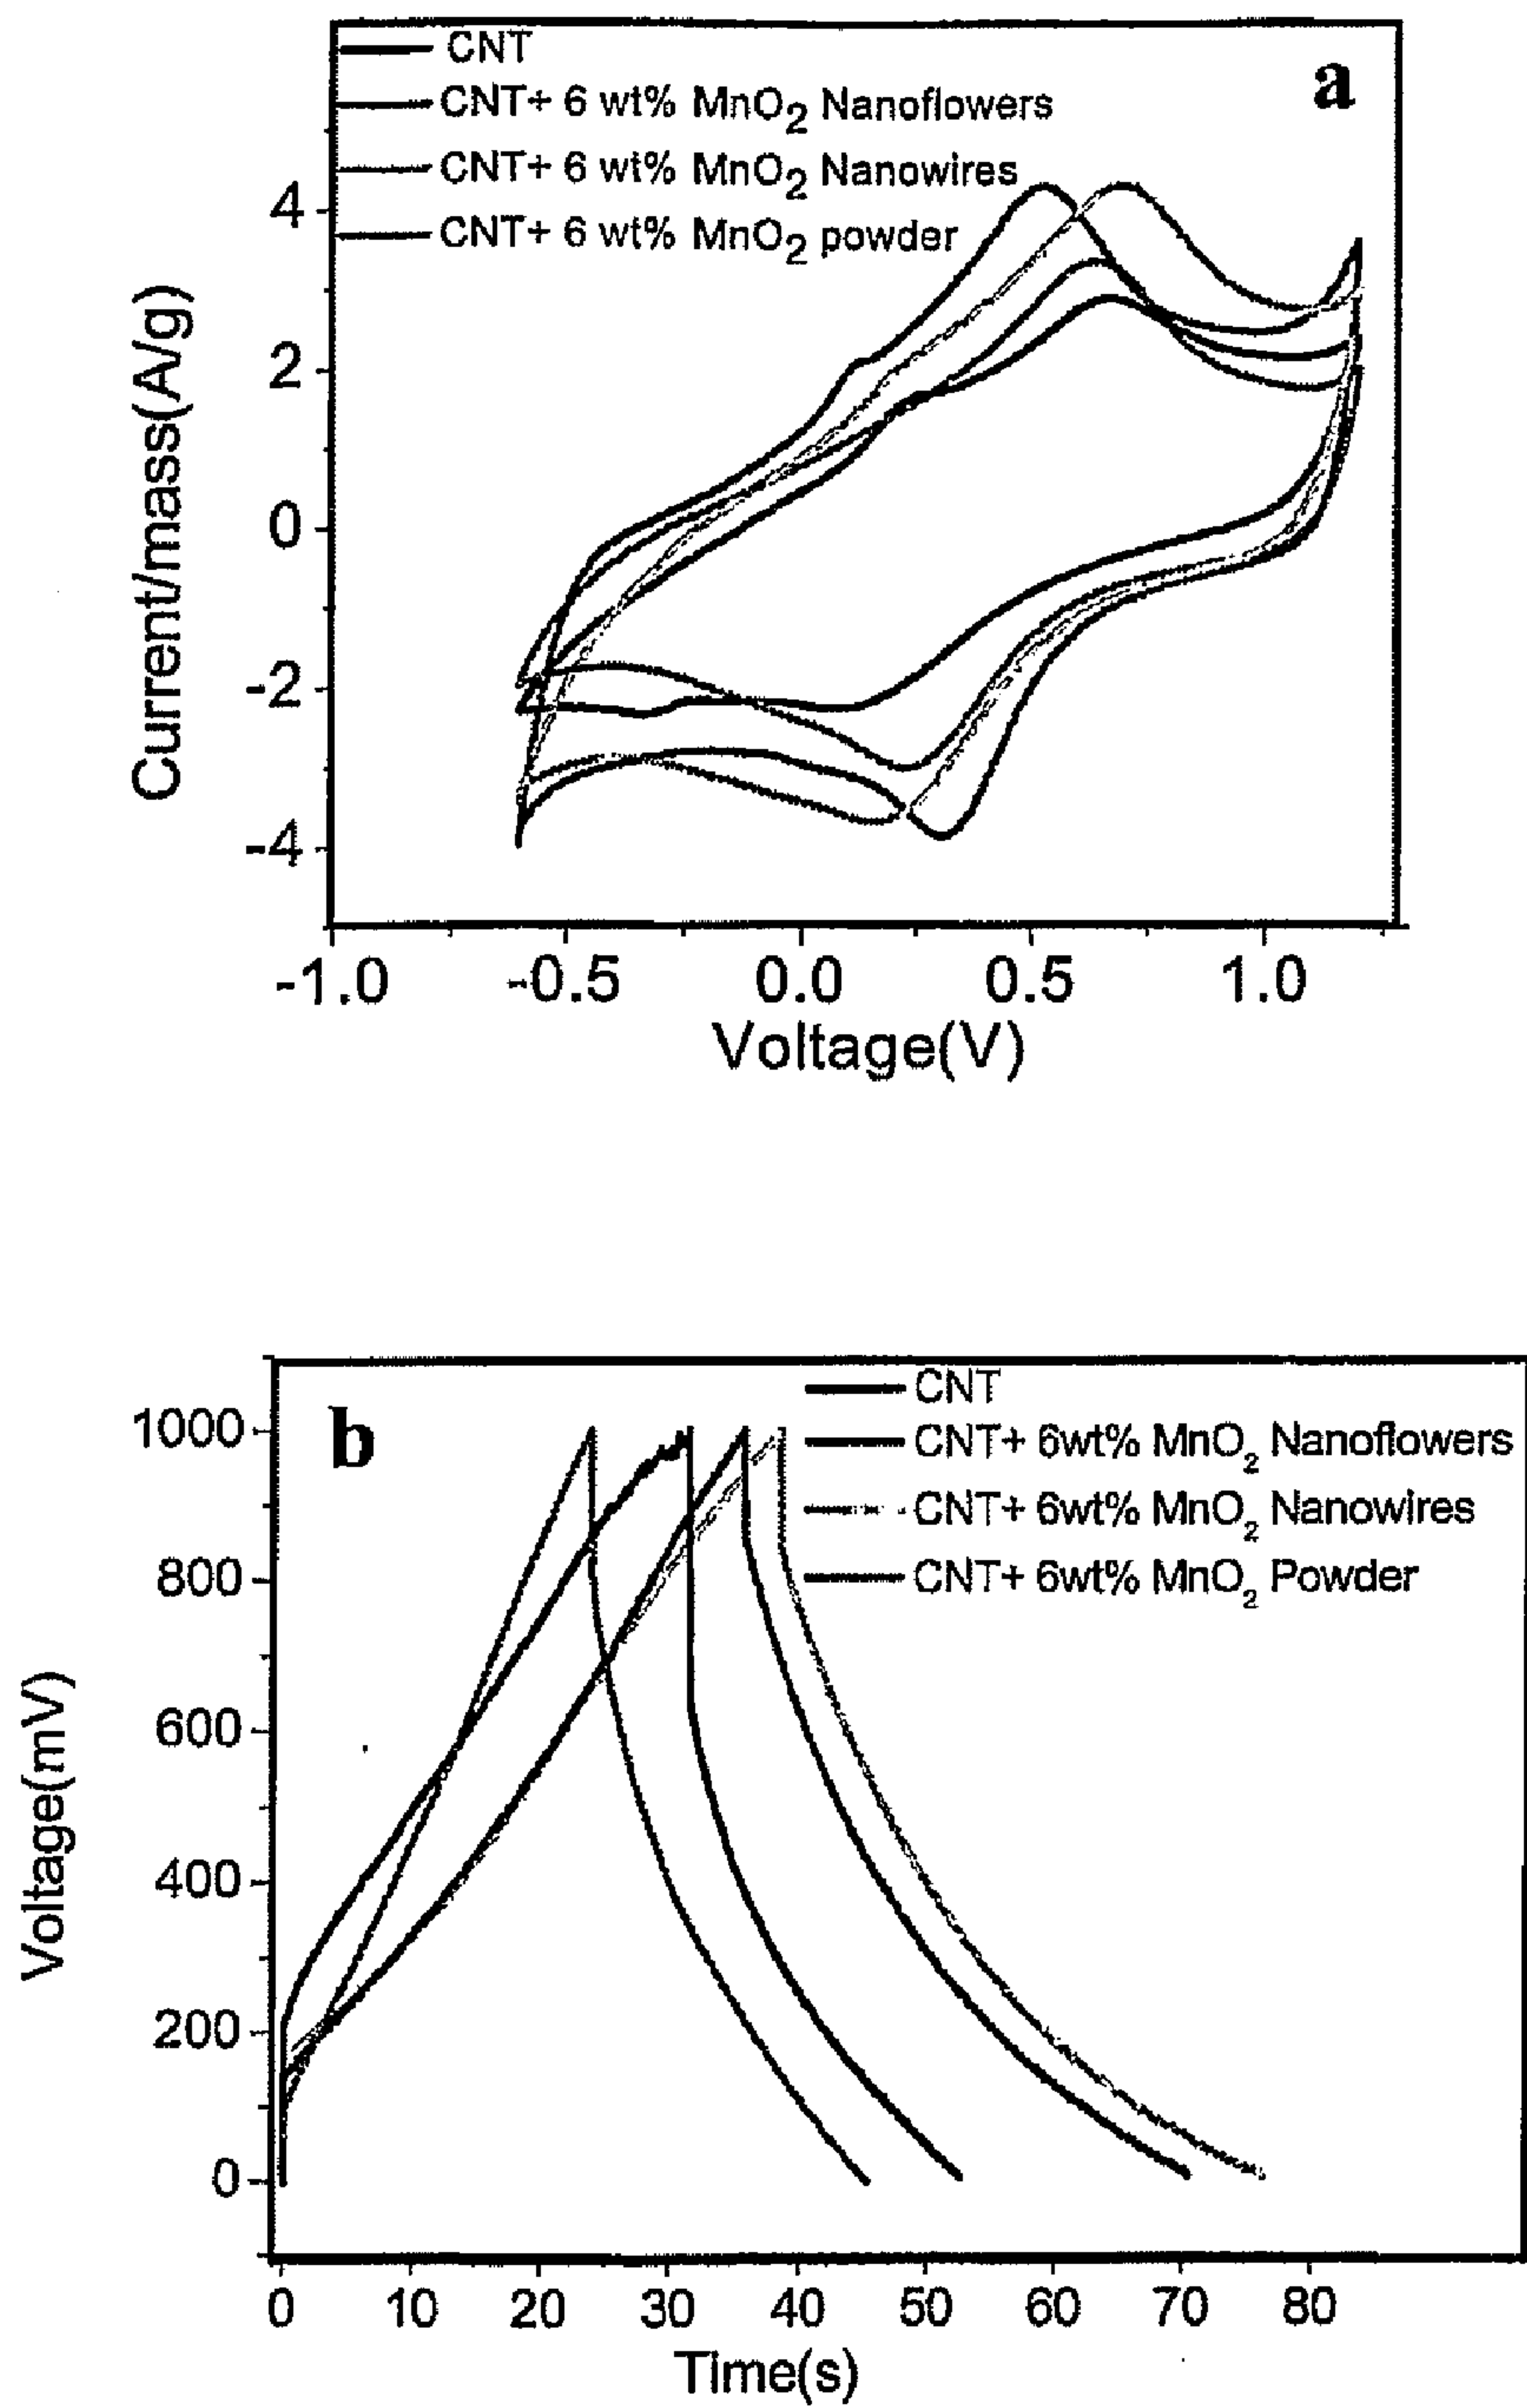 CNT
a
CNT+ 6 wt% MnO2 Nanoflowers
CNT+ 6 wt% MnO2 Nanowires
CNT+ 6 wt% MnO2 powder
4
2
0
-2
-4
Current/mass(A/g)
-1.0 -0.5 0.0 0.5 1.0
Voltage(V)
b
CNT
CNT+ 6wt% MnO2 Nanoflowers
CNT+ 6wt% MnO2 Nanowires
CNT+ 6wt% MnO2 Powder
1000
800
600
400
200
0
Voltage(mV)
0 10 20 30 40 50 60 70 80
Time(s)